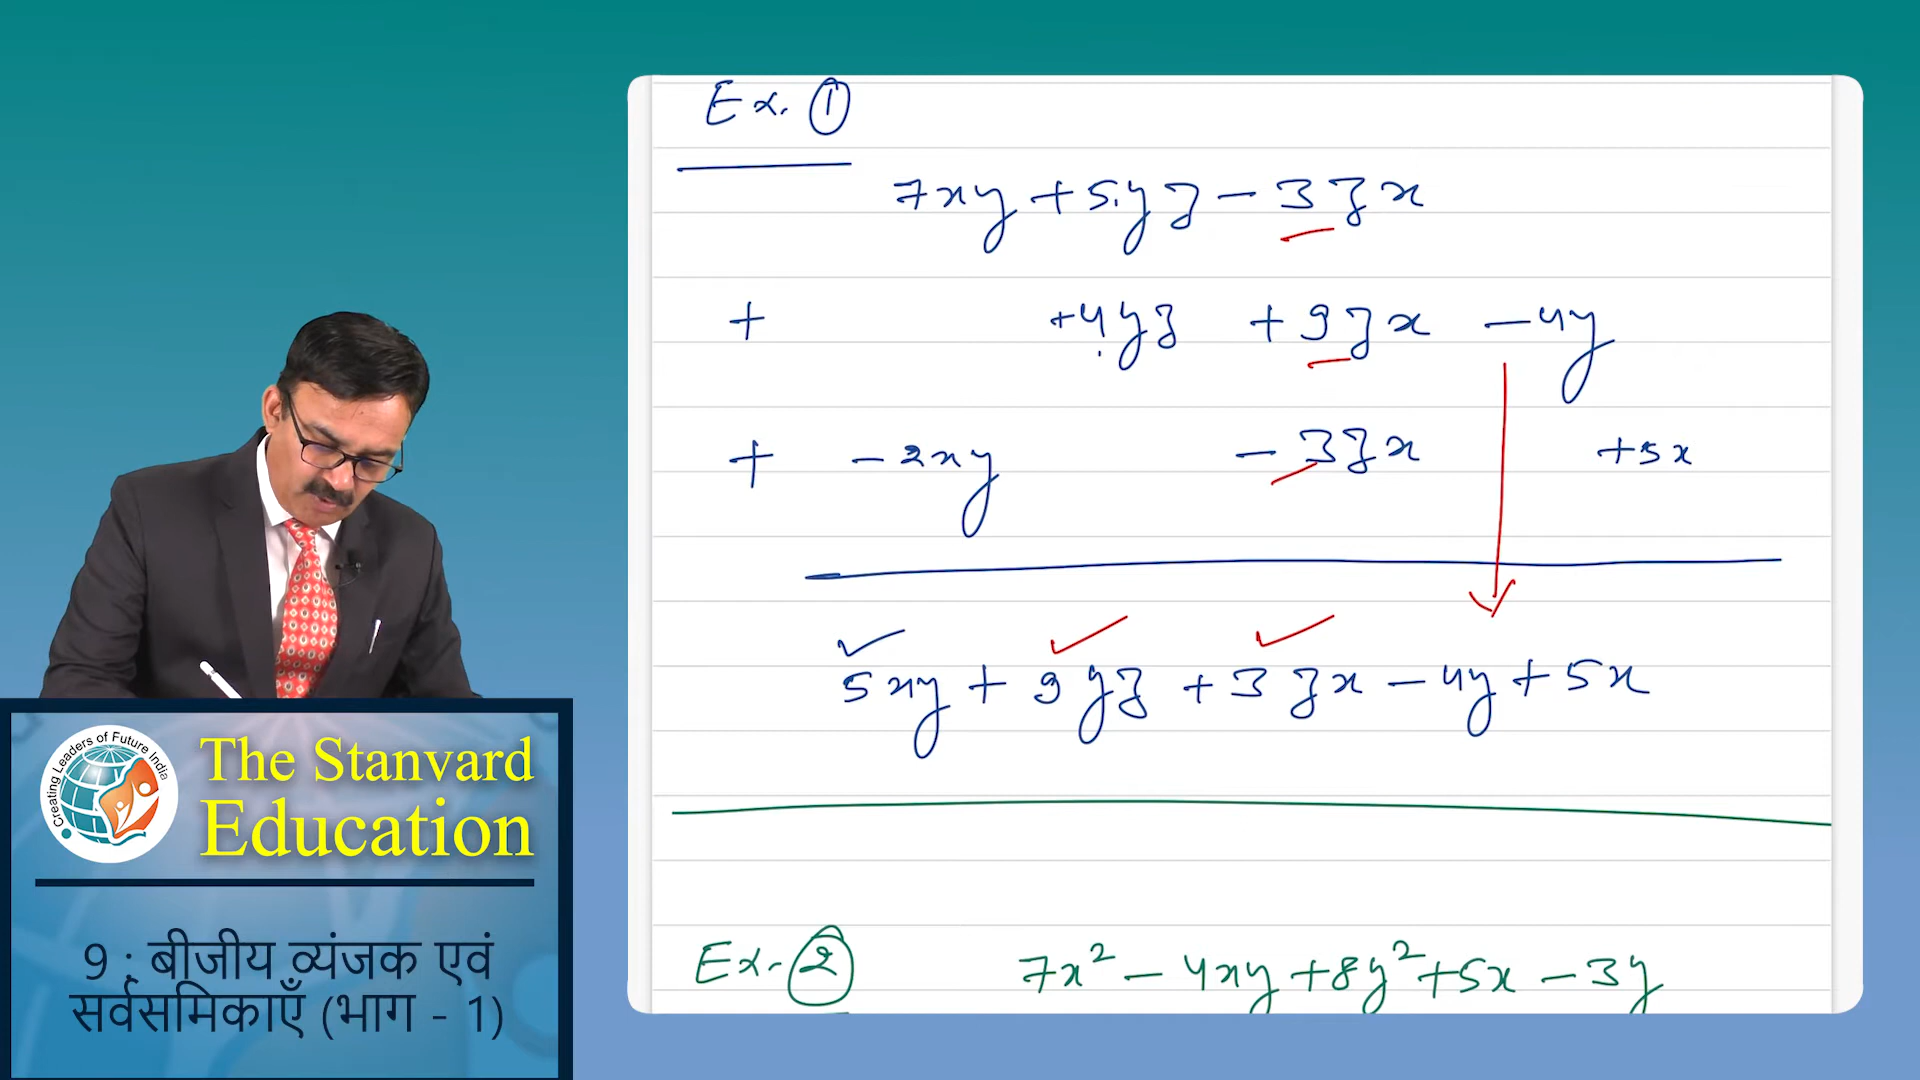 Ex. ①
7xy + 5yz - 3zx
+ +4yz + 9zx - 4y
+ - 2xy - 3zx + 5x
5xy + 9yz + 3zx - 4y + 5x
Ex. ②
7x² - 4xy + 8y² + 5x - 3y
Creating Leaders of Future India
The Stanvard
Education
9 : बीजीय व्यंजक एवं
सर्वसमिकाएँ (भाग - 1)